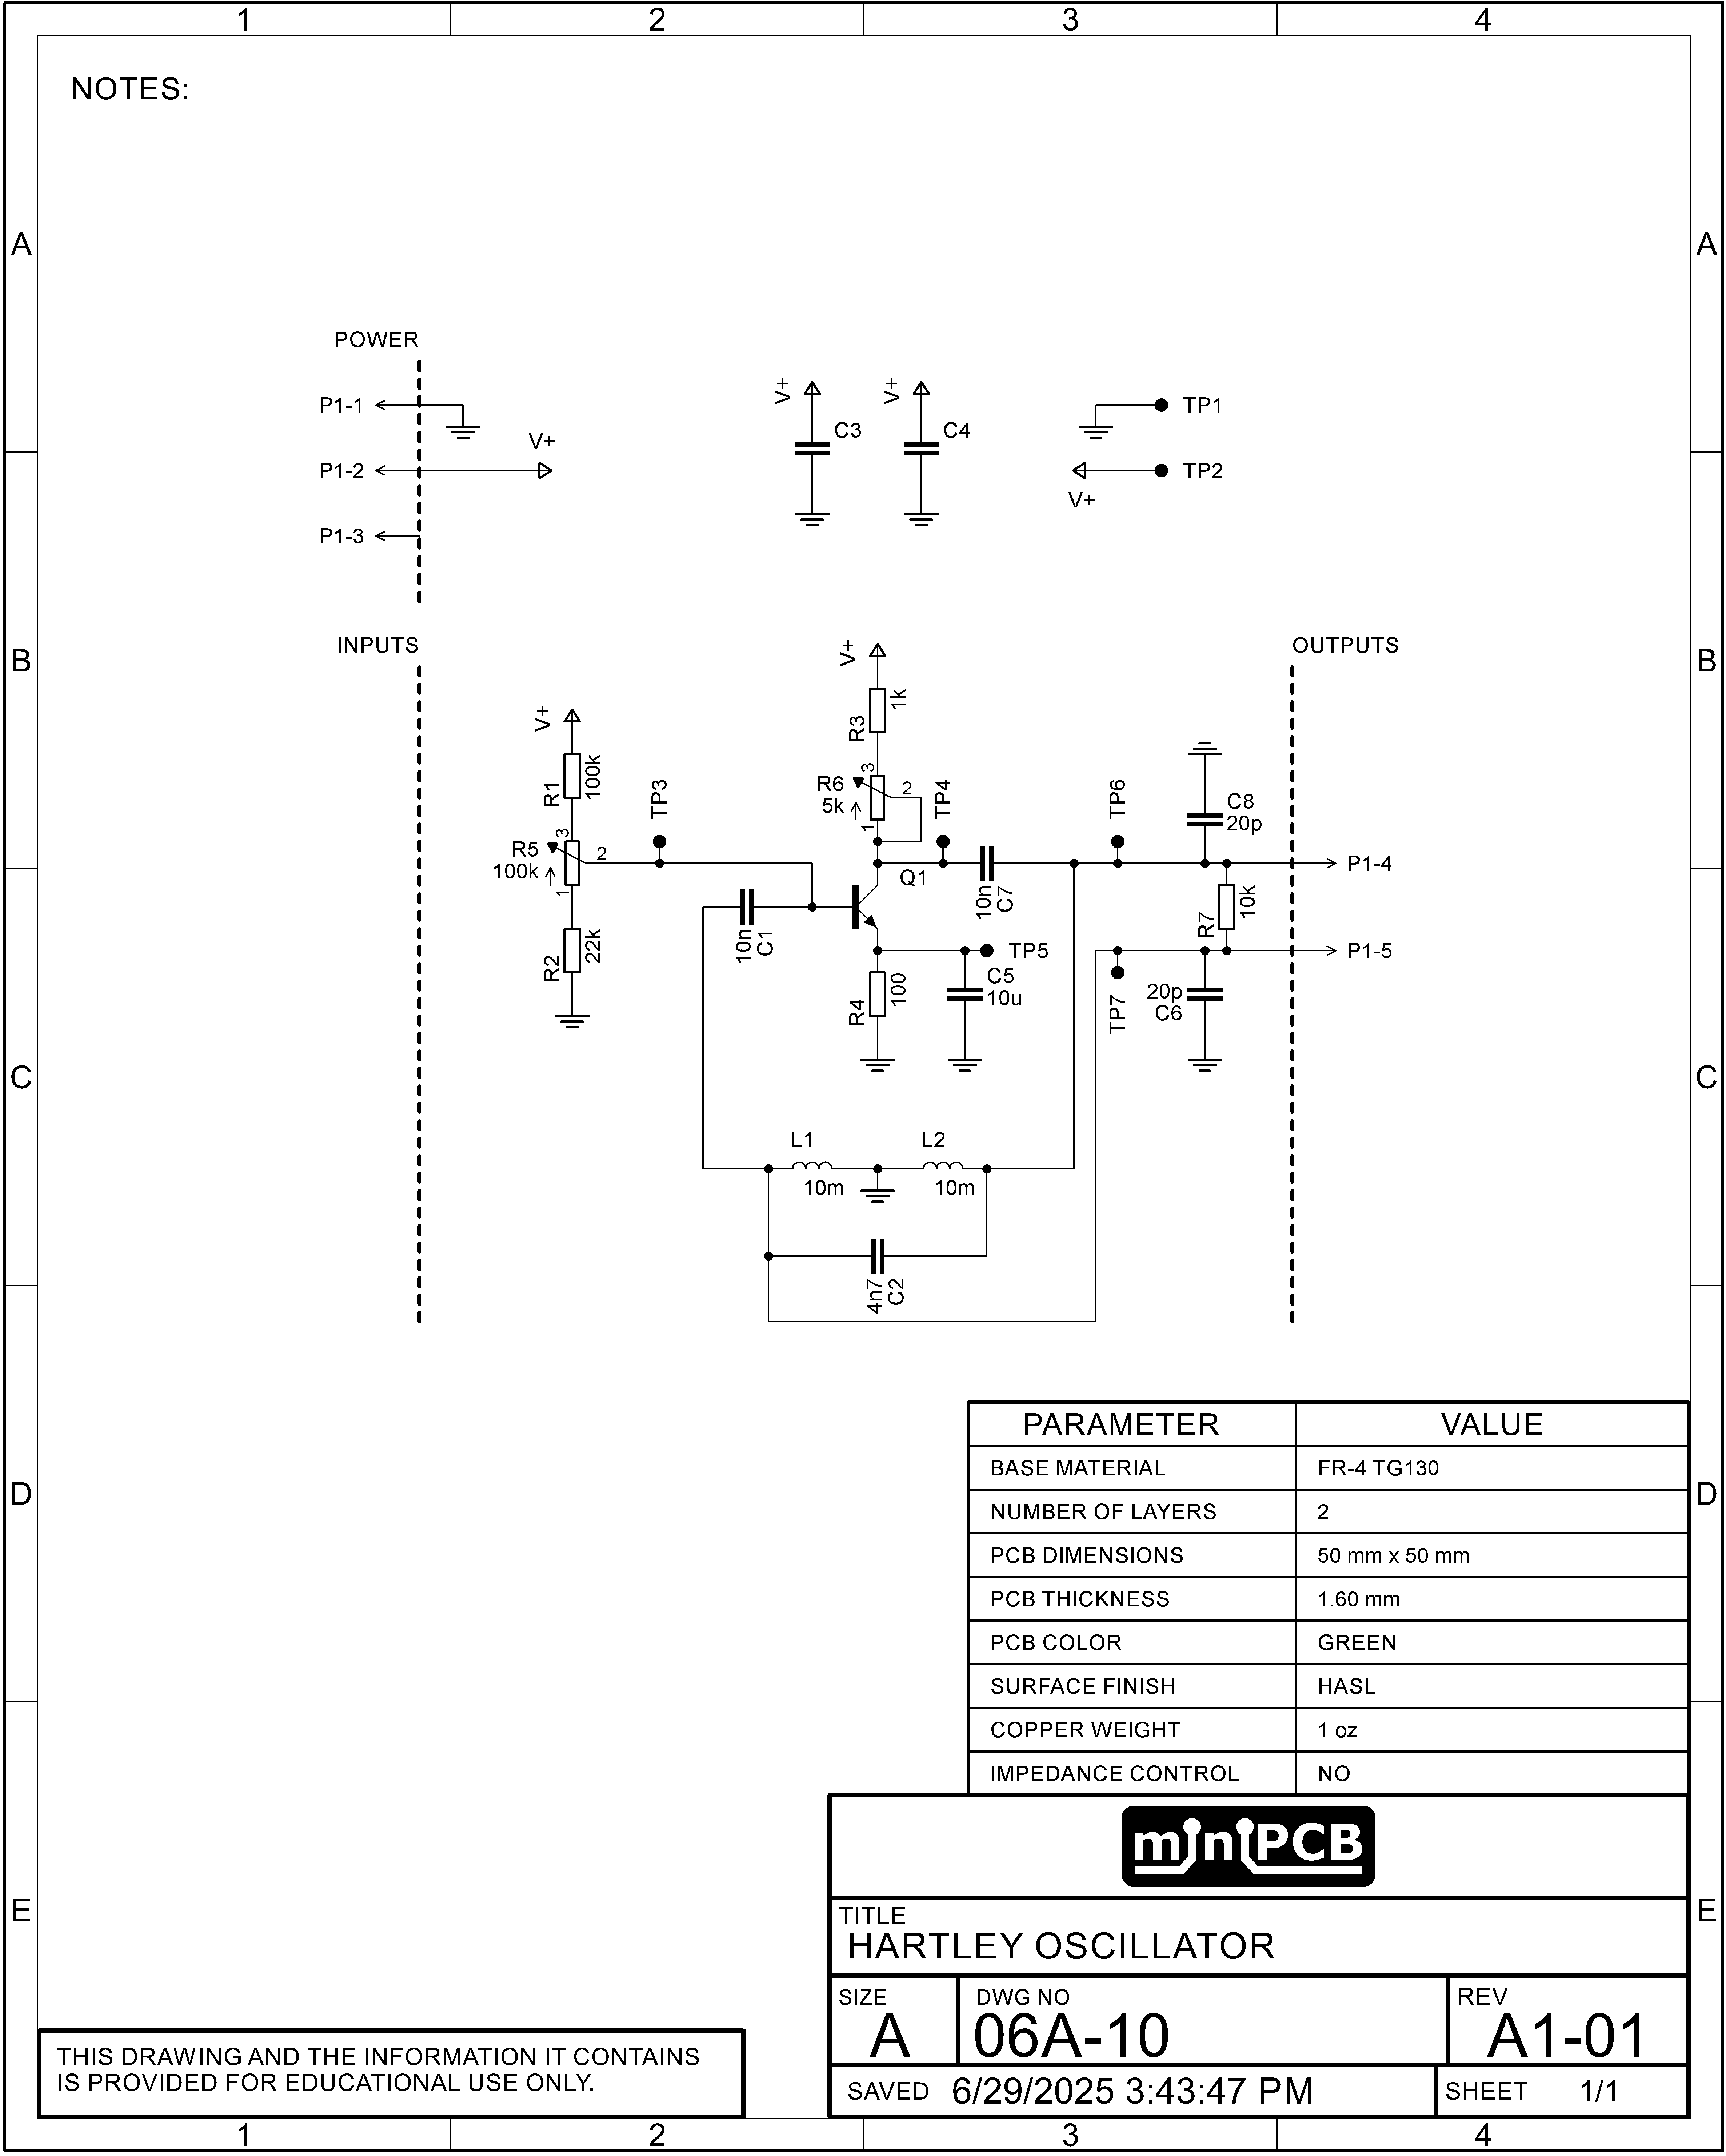 1 2 3 4
NOTES:
A A
POWER
P1-1
V+
P1-2
P1-3
V+ V+
C3 C4
TP1
TP2
V+
B B
INPUTS
OUTPUTS
V+
1k
R3
V+
100k
R1
TP3
3
R6 2
5k
1
TP4
TP6
C8
20p
3
R5 2
100k
1
Q1
10n
C7
P1-4
10k
R7
10n
C1
22k
R2
TP5
P1-5
C5
10u
100
R4
TP7
20p
C6
C C
L1 L2
10m 10m
4n7
C2
PARAMETER VALUE
BASE MATERIAL FR-4 TG130
D D
NUMBER OF LAYERS 2
PCB DIMENSIONS 50 mm x 50 mm
PCB THICKNESS 1.60 mm
PCB COLOR GREEN
SURFACE FINISH HASL
COPPER WEIGHT 1 oz
IMPEDANCE CONTROL NO
miniPCB
E E
TITLE
HARTLEY OSCILLATOR
SIZE DWG NO REV
A 06A-10 A1-01
SAVED 6/29/2025 3:43:47 PM SHEET 1/1
THIS DRAWING AND THE INFORMATION IT CONTAINS
IS PROVIDED FOR EDUCATIONAL USE ONLY.
1 2 3 4